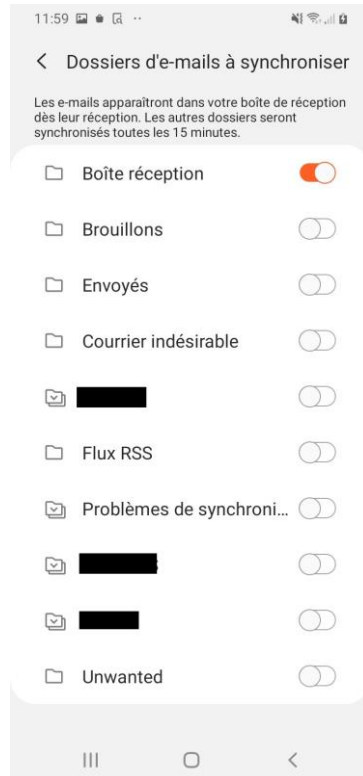 11:59
Dossiers d'e-mails à synchroniser
Les e-mails apparaîtront dans votre boîte de réception
dès leur réception. Les autres dossiers seront
synchronisés toutes les 15 minutes.
Boîte réception
Brouillons
Envoyés
Courrier indésirable
Flux RSS
Problèmes de synchroni...
Unwanted